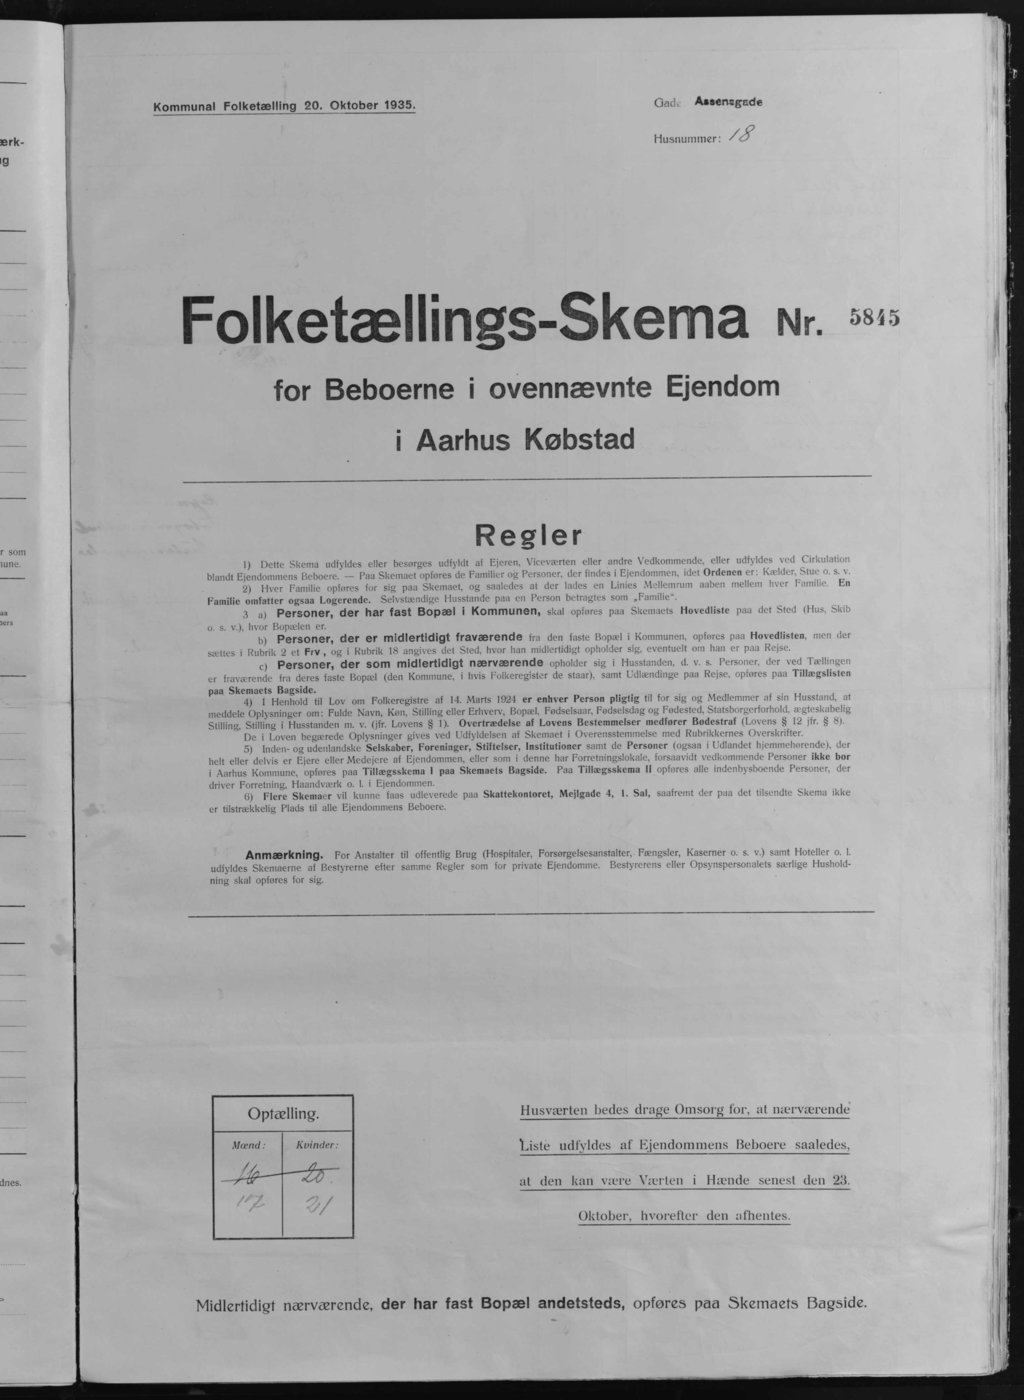 Kommunal Folketælling 20. Oktober 1935.
Gade Assensgade
Husnummer: 18
Folketællings-Skema Nr. 5845
for Beboerne i ovennævnte Ejendom
i Aarhus Købstad
Regler
1) Dette Skema udfyldes eller besørges udfyldt af Ejeren, Viceværten eller andre Vedkommende, eller udfyldes ved Cirkulation
blandt Ejendommens Beboere. — Paa Skemaet opføres de Familier og Personer, der findes i Ejendommen, idet Ordenen er: Kælder, Stue o. s. v.
2) Hver Familie opføres for sig paa Skemaet, og saaledes at der lades en Linies Mellemrum aaben mellem hver Familie. En
Familie omfatter ogsaa Logerende. Selvstændige Husstande paa en Person betragtes som „Familie“.
3 a) Personer, der har fast Bopæl i Kommunen, skal opføres paa Skemaets Hovedliste paa det Sted (Hus, Skib
o. s. v.), hvor Bopælen er.
b) Personer, der er midlertidigt fraværende fra den faste Bopæl i Kommunen, opføres paa Hovedlisten, men der
sættes i Rubrik 2 et Frv., og i Rubrik 18 angives det Sted, hvor han midlertidigt opholder sig, eventuelt om han er paa Rejse.
c) Personer, der som midlertidigt nærværende opholder sig i Husstanden, d. v. s. Personer, der ved Tællingen
er fraværende fra deres faste Bopæl (den Kommune, i hvis Folkeregister de staar), samt Udlændinge paa Rejse, opføres paa Tillægslisten
paa Skemaets Bagside.
4) I Henhold til Lov om Folkeregistre af 14. Marts 1924 er enhver Person pligtig til for sig og Medlemmer af sin Husstand, at
meddele Oplysninger om: Fulde Navn, Køn, Stilling eller Erhverv, Bopæl, Fødselsaar, Fødselsdag og Fødested, Statsborgerforhold, ægteskabelig
Stilling, Stilling i Husstanden m. v. (jfr. Lovens § 1). Overtrædelse af Lovens Bestemmelser medfører Bødestraf (Lovens § 12 jfr. § 8).
De i Loven begærede Oplysninger gives ved Udfyldelsen af Skemaet i Overensstemmelse med Rubrikkernes Overskrifter.
5) Inden- og udenlandske Selskaber, Foreninger, Stiftelser, Institutioner samt de Personer (ogsaa i Udlandet hjemmehørende), der
helt eller delvis er Ejere eller Medejere af Ejendommen, eller som i denne har Forretningslokale, forsaavidt vedkommende Personer ikke bor
i Aarhus Kommune, opføres paa Tillægsskema I paa Skemaets Bagside. Paa Tillægsskema II opføres alle indenbysboende Personer, der
driver Forretning, Haandværk o. l. i Ejendommen.
6) Flere Skemaer vil kunne faas udleverede paa Skattekontoret, Mejlgade 4, 1. Sal, saafremt der paa det tilsendte Skema ikke
er tilstrækkelig Plads til alle Ejendommens Beboere.
Anmærkning. For Anstalter til offentlig Brug (Hospitaler, Forsørgelsesanstalter, Fængsler, Kaserner o. s. v.) samt Hoteller o. l.
udfyldes Skemaerne af Bestyrerne efter samme Regler som for private Ejendomme. Bestyrerens eller Opsynspersonalets særlige Hushold-
ning skal opføres for sig.
Optælling.
Mænd: Kvinder:
16 20.
17 21
Husværten bedes drage Omsorg for, at nærværende
Liste udfyldes af Ejendommens Beboere saaledes,
at den kan være Værten i Hænde senest den 23.
Oktober, hvorefter den afhentes.
Midlertidigt nærværende, der har fast Bopæl andetsteds, opføres paa Skemaets Bagside.